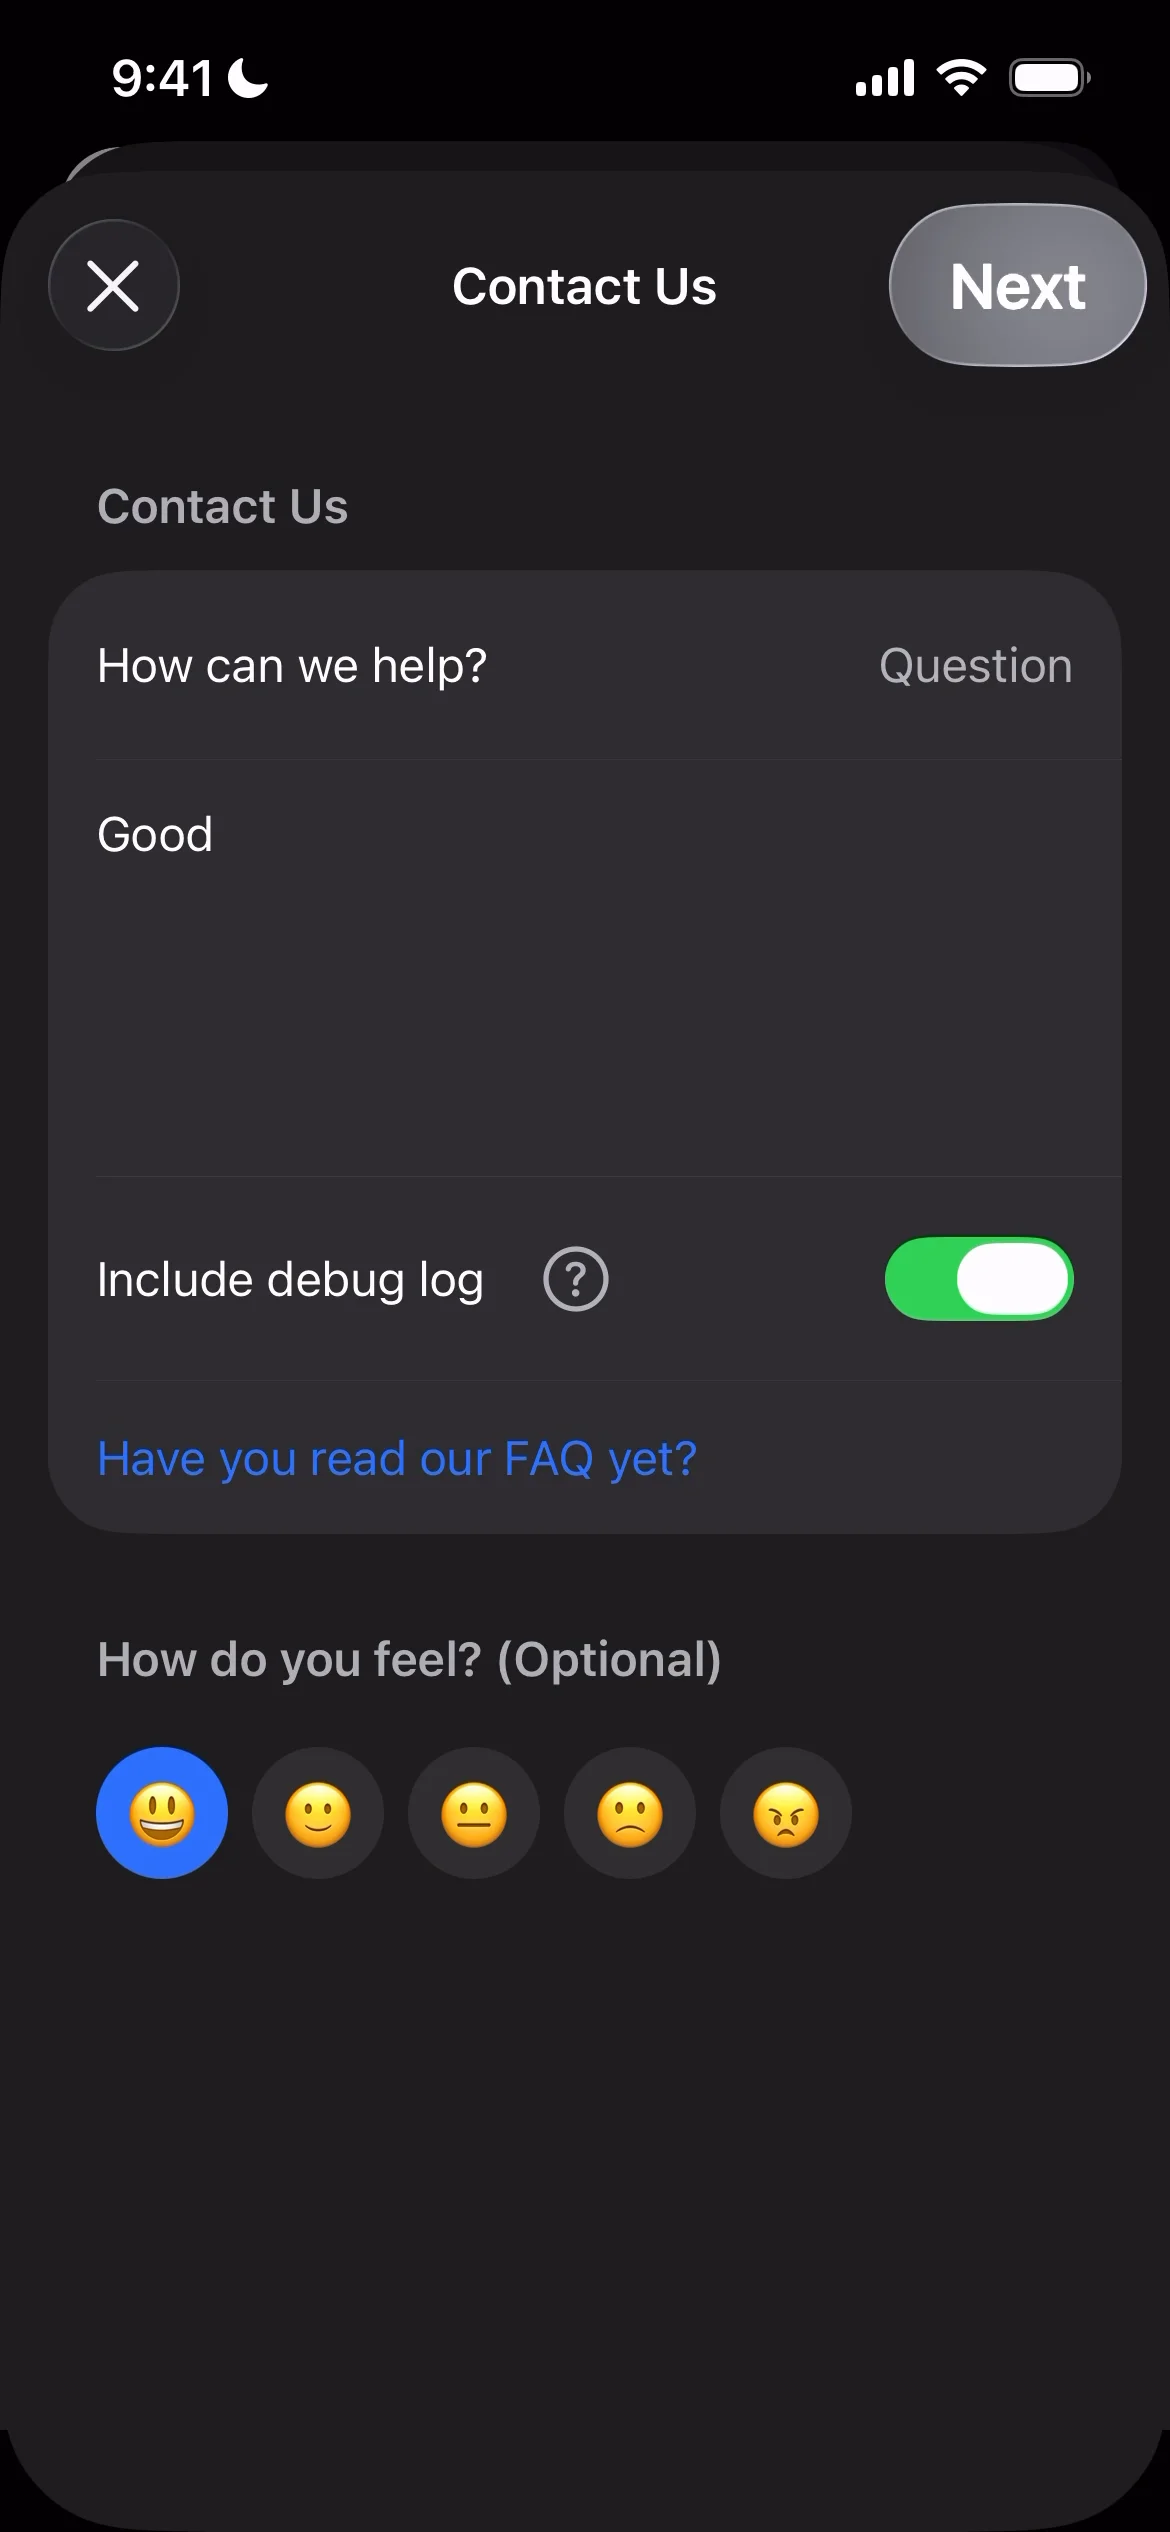 9:41
Contact Us
Next
Contact Us
How can we help?
Question
Good
Include debug log
?
Have you read our FAQ yet?
How do you feel? (Optional)